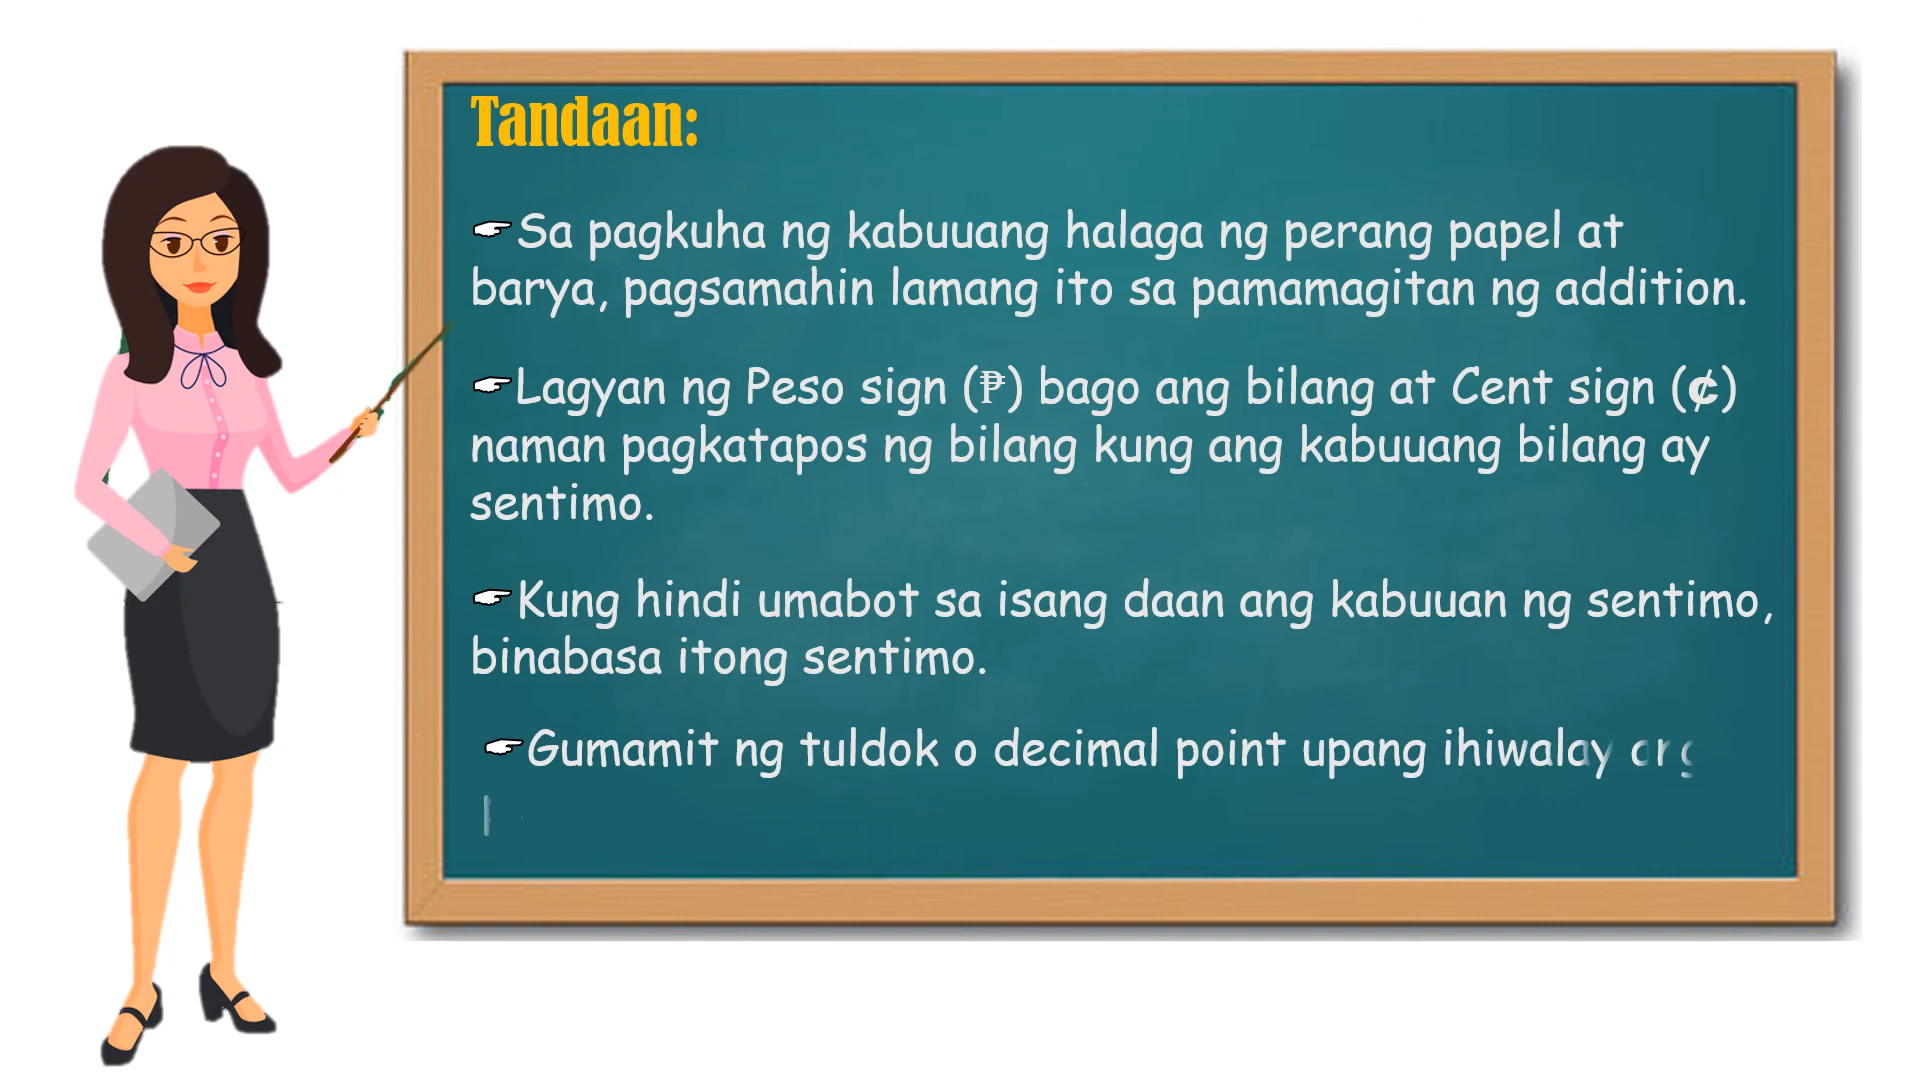 Tandaan:
Sa pagkuha ng kabuuang halaga ng perang papel at
barya, pagsamahin lamang ito sa pamamagitan ng addition.
Lagyan ng Peso sign (₱) bago ang bilang at Cent sign (¢)
naman pagkatapos ng bilang kung ang kabuuang bilang ay
sentimo.
Kung hindi umabot sa isang daan ang kabuuan ng sentimo,
binabasa itong sentimo.
Gumamit ng tuldok o decimal point upang ihiwalay